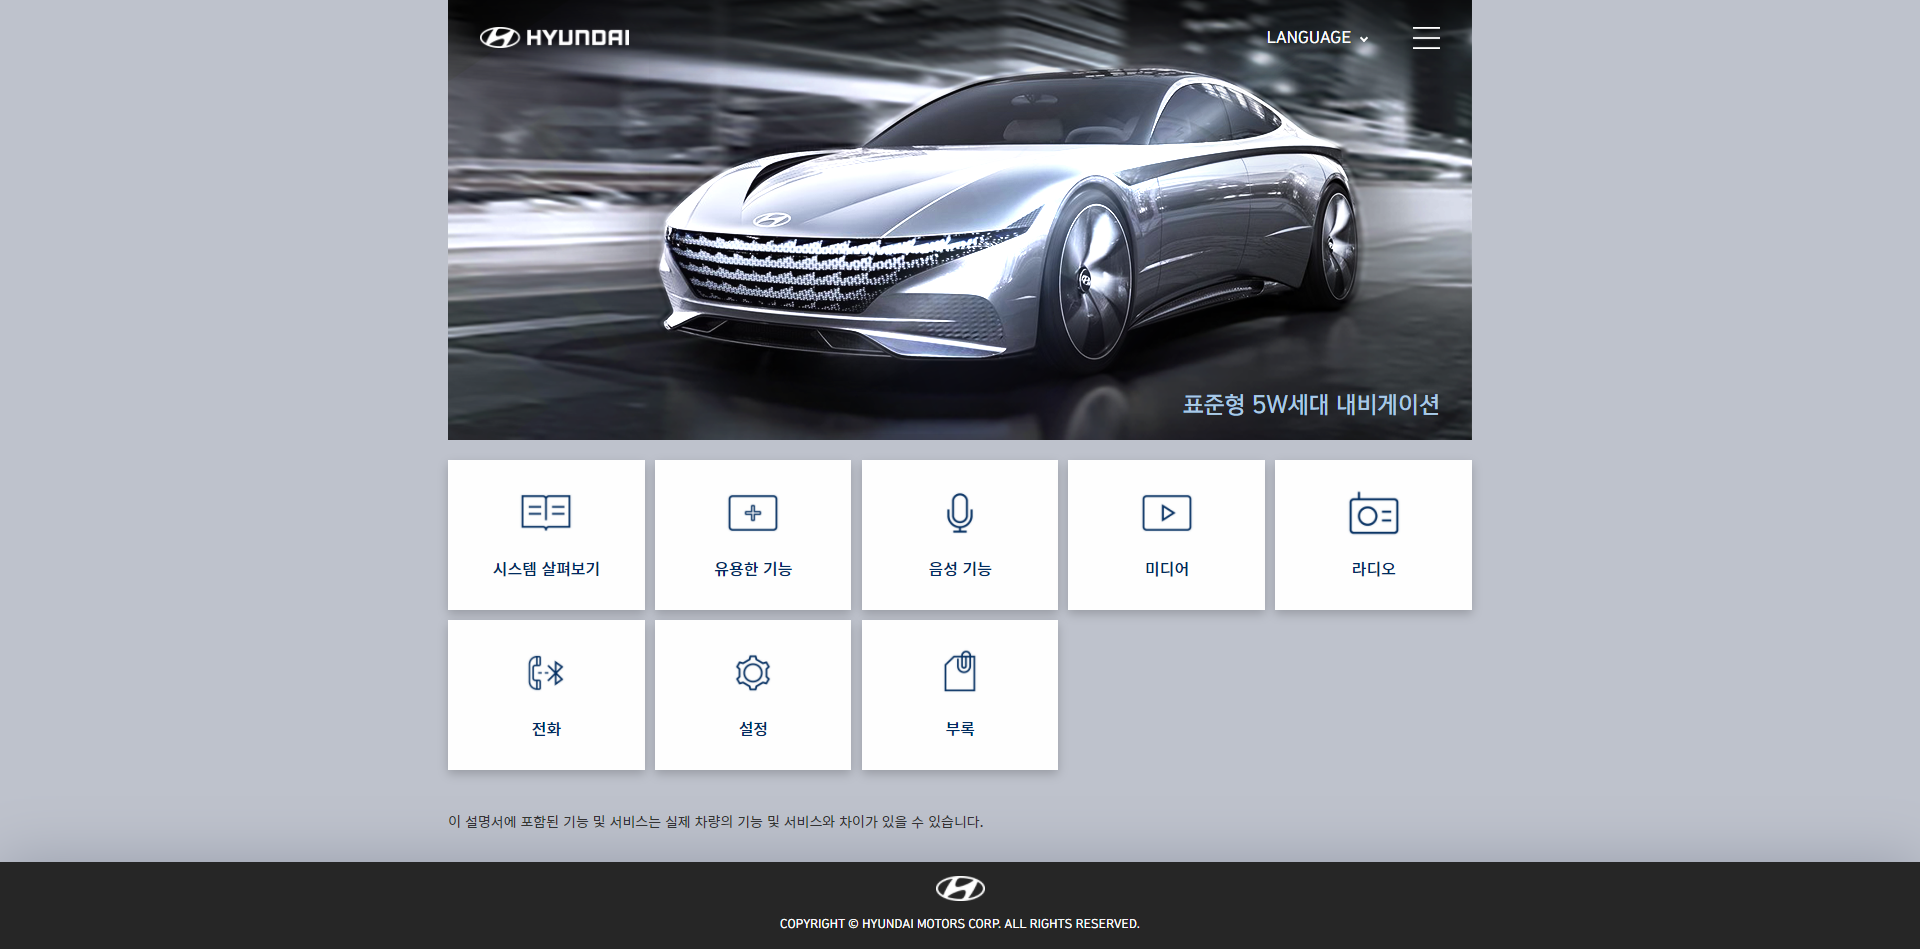 HYUNDAI
LANGUAGE
표준형 5W세대 내비게이션
시스템 살펴보기
유용한 기능
음성 기능
미디어
라디오
전화
설정
부록
이 설명서에 포함된 기능 및 서비스는 실제 차량의 기능 및 서비스와 차이가 있을 수 있습니다.
COPYRIGHT © HYUNDAI MOTORS CORP. ALL RIGHTS RESERVED.